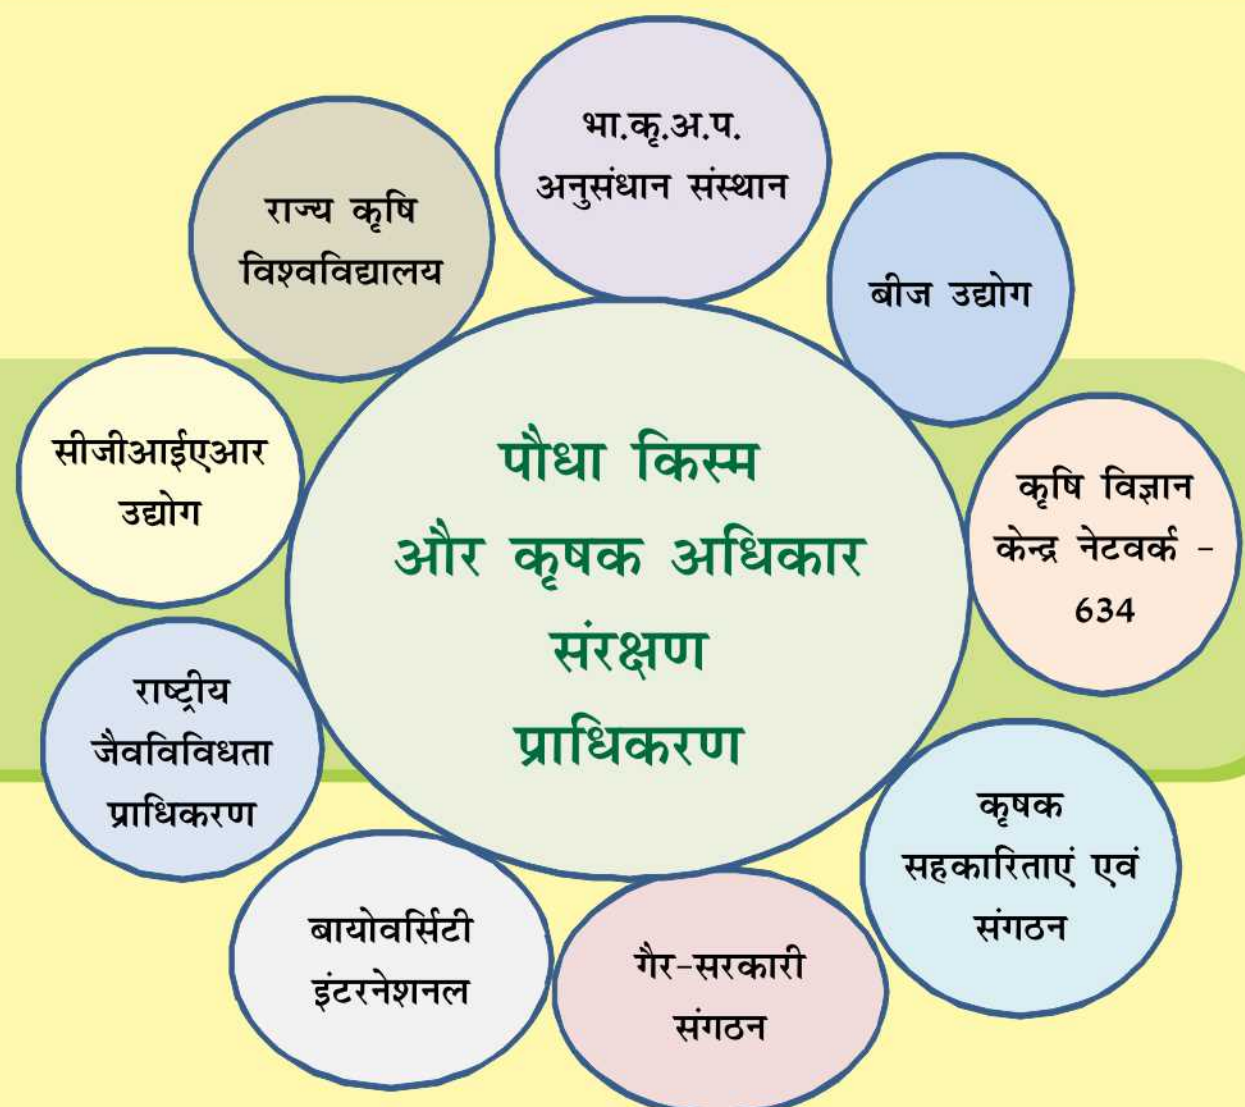 भा.कृ.अ.प.
अनुसंधान संस्थान
राज्य कृषि
विश्वविद्यालय
बीज उद्योग
सीजीआईएआर
उद्योग
पौधा किस्म
और कृषक अधिकार
संरक्षण
प्राधिकरण
कृषि विज्ञान
केन्द्र नेटवर्क -
634
राष्ट्रीय
जैवविविधता
प्राधिकरण
कृषक
सहकारिताएं एवं
संगठन
बायोवर्सिटी
इंटरनेशनल
गैर-सरकारी
संगठन